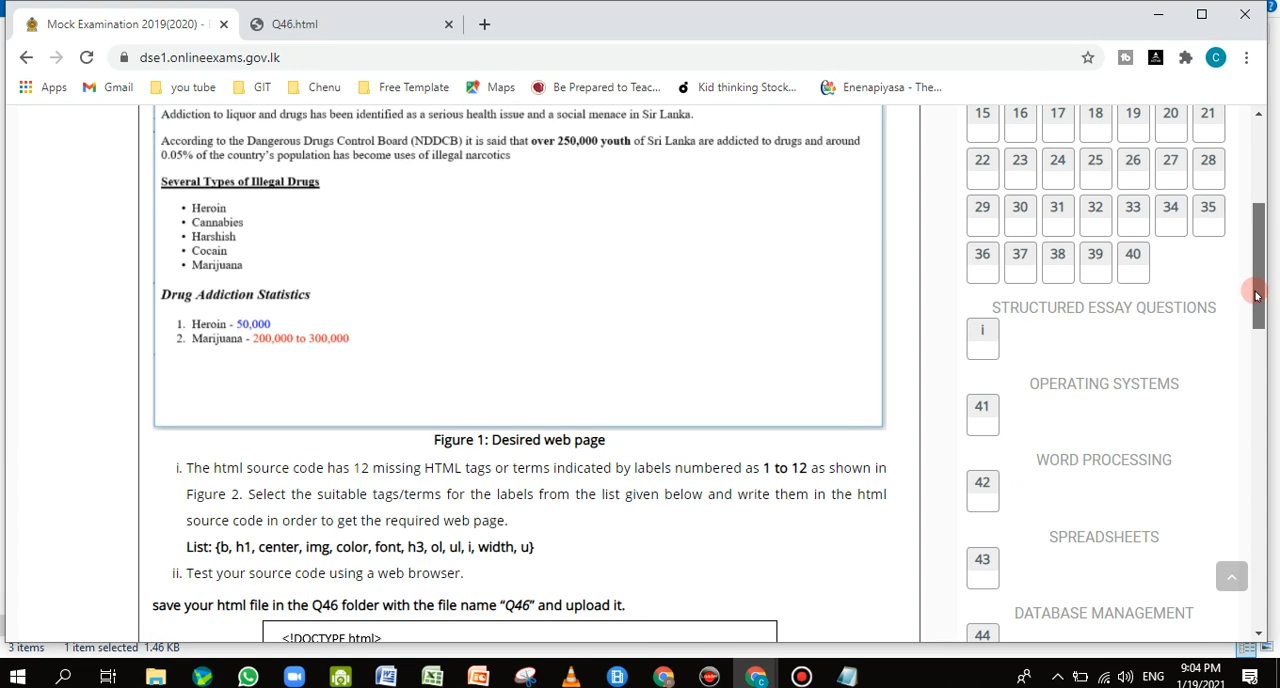 Mock Examination 2019(2020) -
Q46.html
dse1.onlineexams.gov.lk
Apps
Gmail
you tube
GIT
Chenu
Free Template
Maps
Be Prepared to Teac...
Kid thinking Stock...
Enenapiyasa - The...
C
Addiction to liquor and drugs has been identified as a serious health issue and a social menace in Sir Lanka.
According to the Dangerous Drugs Control Board (NDDCB) it is said that over 250,000 youth of Sri Lanka are addicted to drugs and around
0.05% of the country's population has become uses of illegal narcotics
Several Types of Illegal Drugs
• Heroin
• Cannabies
• Harshish
• Cocain
• Marijuana
Drug Addiction Statistics
1. Heroin - 50,000
2. Marijuana - 200,000 to 300,000
Figure 1: Desired web page
i. The html source code has 12 missing HTML tags or terms indicated by labels numbered as 1 to 12 as shown in
Figure 2. Select the suitable tags/terms for the labels from the list given below and write them in the html
source code in order to get the required web page.
List: {b, h1, center, img, color, font, h3, ol, ul, i, width, u}
ii. Test your source code using a web browser.
save your html file in the Q46 folder with the file name “Q46” and upload it.
<!DOCTYPE html>
15 16 17 18 19 20 21
22 23 24 25 26 27 28
29 30 31 32 33 34 35
36 37 38 39 40
STRUCTURED ESSAY QUESTIONS
i
OPERATING SYSTEMS
41
WORD PROCESSING
42
SPREADSHEETS
43
DATABASE MANAGEMENT
44
3 items
1 item selected 1.46 KB
ENG
9:04 PM
1/19/2021